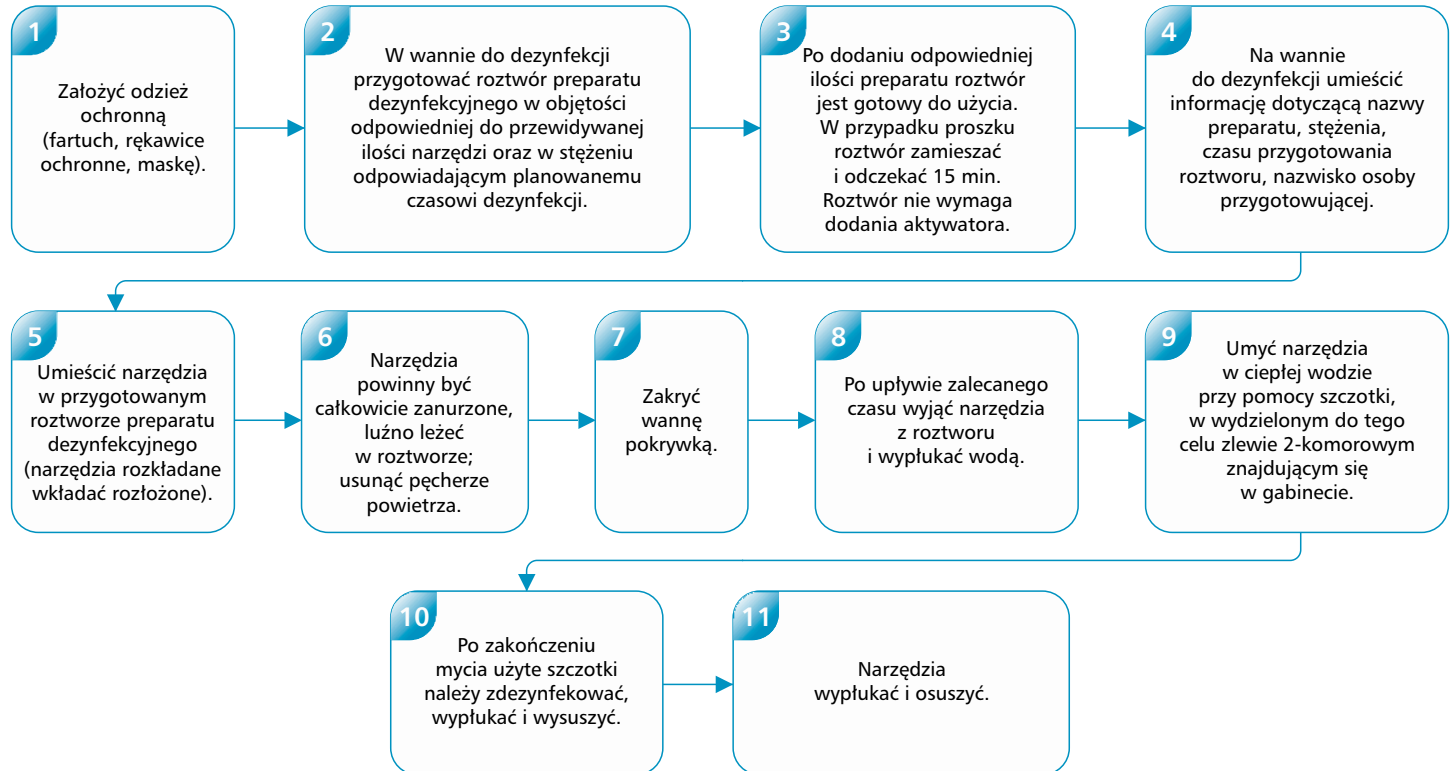 1
Założyć odzież
ochronną
(fartuch, rękawice
ochronne, maskę).
2
W wannie do dezynfekcji
przygotować roztwór preparatu
dezynfekcyjnego w objętości
odpowiedniej do przewidywanej
ilości narzędzi oraz w stężeniu
odpowiadającym planowanemu
czasowi dezynfekcji.
3
Po dodaniu odpowiedniej
ilości preparatu roztwór
jest gotowy do użycia.
W przypadku proszku
roztwór zamieszać
i odczekać 15 min.
Roztwór nie wymaga
dodania aktywatora.
4
Na wannie
do dezynfekcji umieścić
informację dotyczącą nazwy
preparatu, stężenia,
czasu przygotowania
roztworu, nazwisko osoby
przygotowującej.
5
Umieścić narzędzia
w przygotowanym
roztworze preparatu
dezynfekcyjnego
(narzędzia rozkładane
wkładać rozłożone).
6
Narzędzia
powinny być
całkowicie zanurzone,
luźno leżeć
w roztworze;
usunąć pęcherze
powietrza.
7
Zakryć
wannę
pokrywką.
8
Po upływie zalecanego
czasu wyjąć narzędzia
z roztworu
i wypłukać wodą.
9
Umyć narzędzia
w ciepłej wodzie
przy pomocy szczotki,
w wydzielonym do tego
celu zlewie 2-komorowym
znajdującym się
w gabinecie.
10
Po zakończeniu
mycia użyte szczotki
należy zdezynfekować,
wypłukać i wysuszyć.
11
Narzędzia
wypłukać i osuszyć.